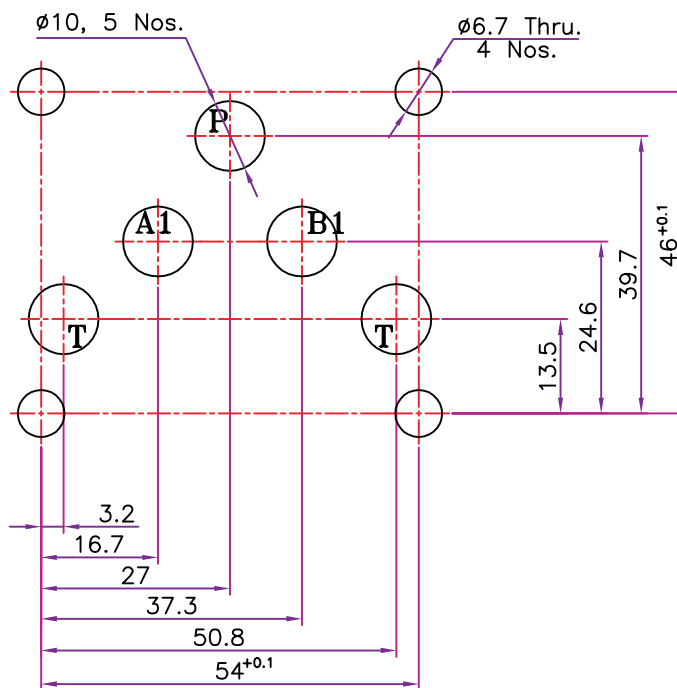 ø10, 5 Nos.
ø6.7 Thru.
4 Nos.
P
A1
B1
T
T
46+0.1
39.7
24.6
13.5
3.2
16.7
27
37.3
50.8
54+0.1